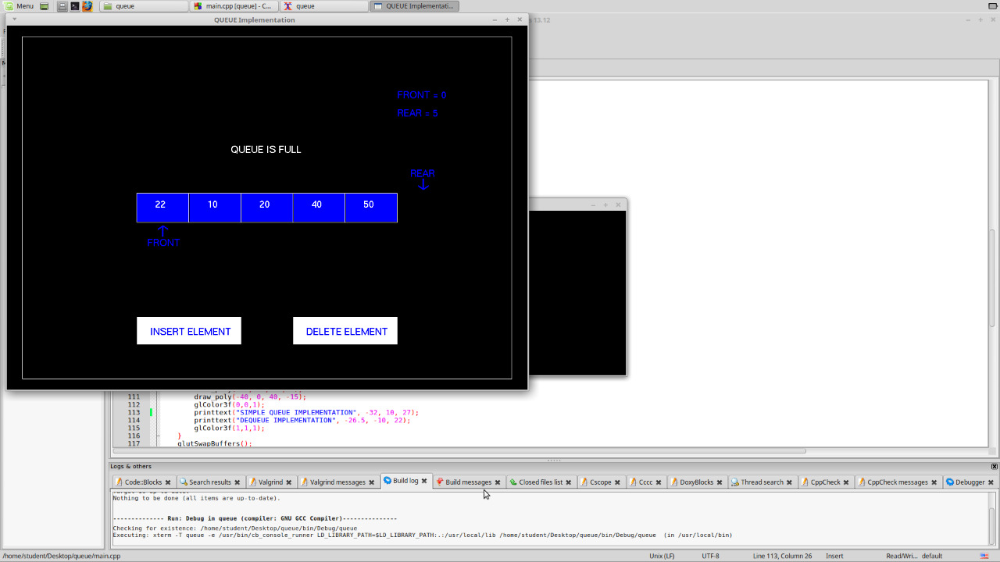 Menu queue main.cpp [queue] - C... queue QUEUE Implementati...
QUEUE Implementation
13.12
FRONT = 0
REAR = 5
QUEUE IS FULL
REAR
22 10 20 40 50
FRONT
INSERT ELEMENT DELETE ELEMENT
111 draw_poly(-40, 0, 40, -15);
112 glColor3f(0,0,1);
113 printtext("SIMPLE QUEUE IMPLEMENTATION", -32, 10, 27);
114 printtext("DEQUEUE IMPLEMENTATION", -26.5, -10, 22);
115 glColor3f(1,1,1);
116 }
117 glutSwapBuffers();
Logs & others
Code::Blocks Search results Valgrind Valgrind messages Build log Build messages Closed files list Cscope Cccc DoxyBlocks Thread search CppCheck CppCheck messages Debugger
Nothing to be done (all items are up-to-date).
------------- Run: Debug in queue (compiler: GNU GCC Compiler)---------------
Checking for existence: /home/student/Desktop/queue/bin/Debug/queue
Executing: xterm -T queue -e /usr/bin/cb_console_runner LD_LIBRARY_PATH=$LD_LIBRARY_PATH:.:/usr/local/lib /home/student/Desktop/queue/bin/Debug/queue (in /usr/local/bin)
/home/student/Desktop/queue/main.cpp Unix (LF) UTF-8 Line 113, Column 26 Insert Read/Wri... default